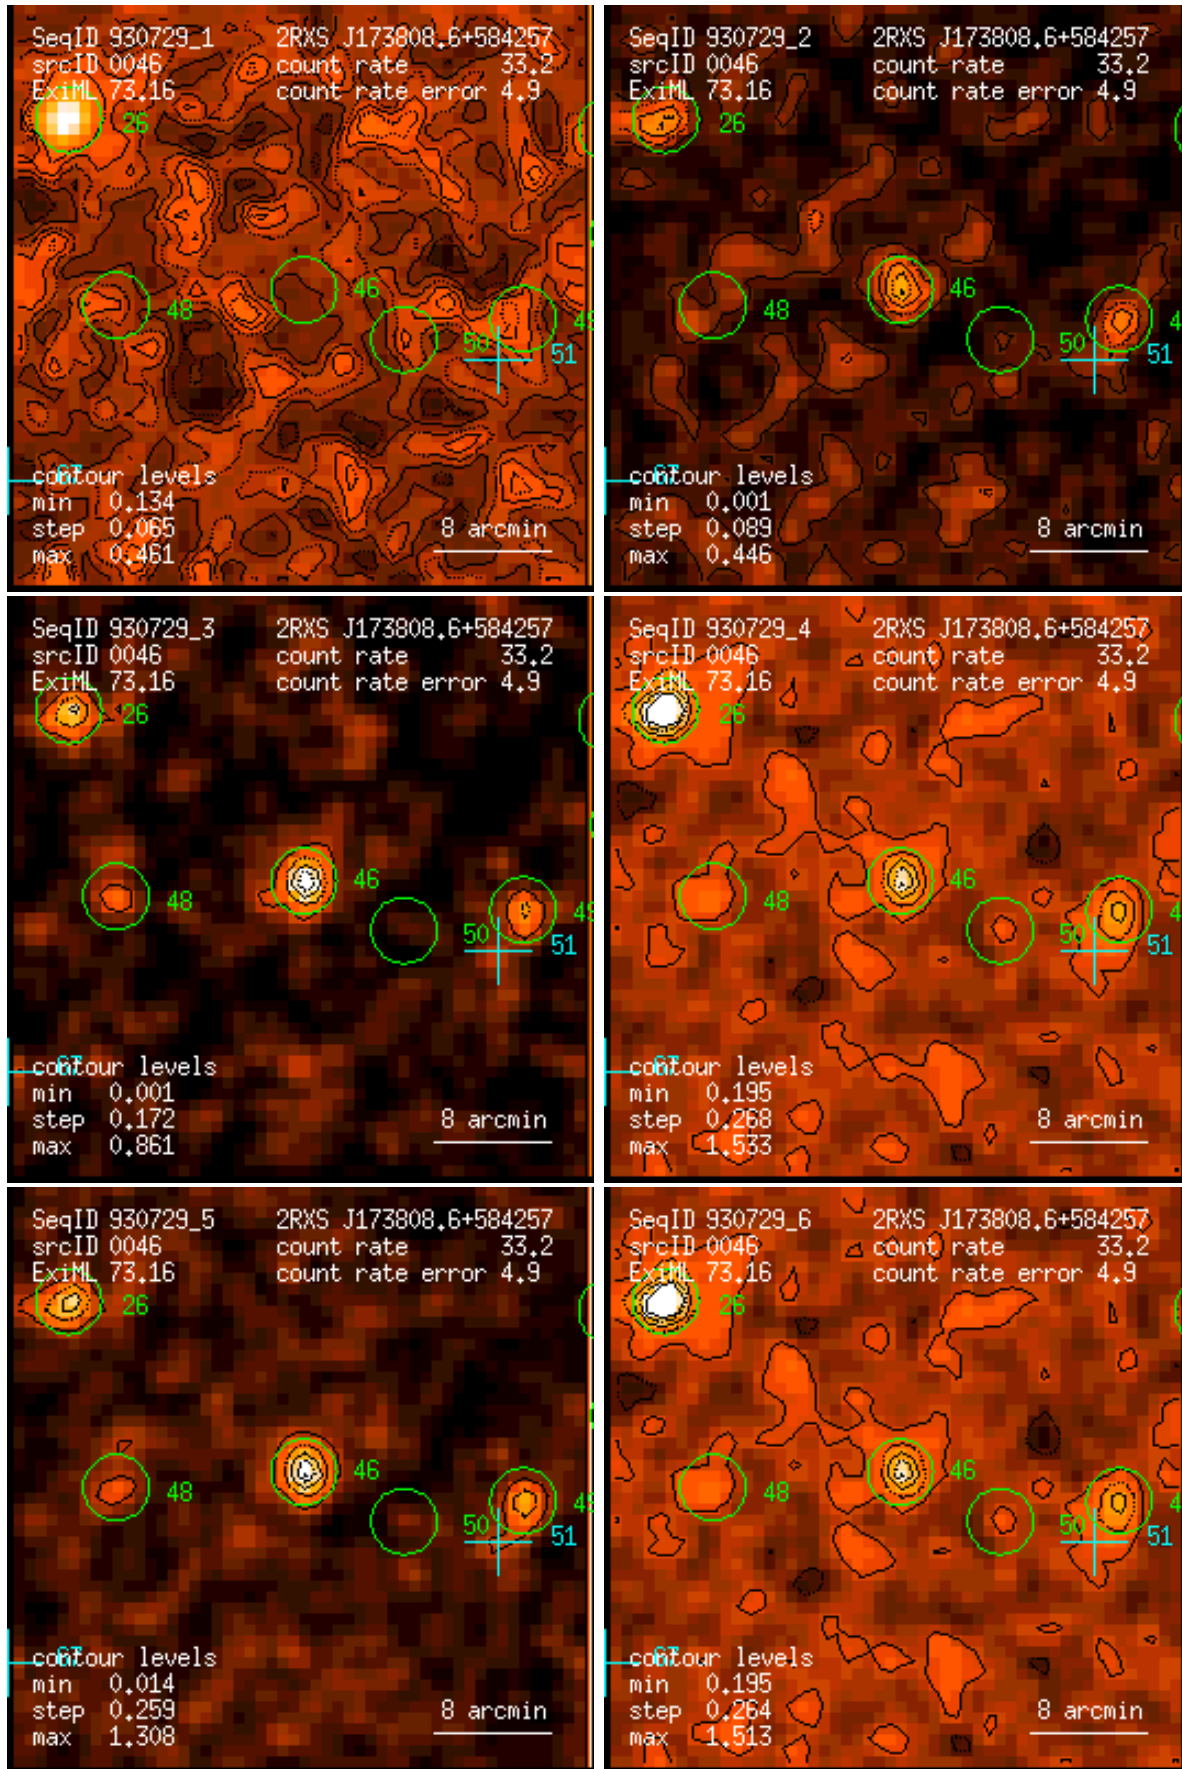 SeqID 930729_1 2RXS J173808.6+584257
srcID 0046 count rate 33.2
ExiML 73.16 count rate error 4.9
26
48
46
50
49
51
67
contour levels
min 0.134
step 0.065
max 0.461
8 arcmin
SeqID 930729_2 2RXS J173808.6+584257
srcID 0046 count rate 33.2
ExiML 73.16 count rate error 4.9
26
48
46
50
4
51
67
contour levels
min 0.001
step 0.089
max 0.446
8 arcmin
SeqID 930729_3 2RXS J173808.6+584257
srcID 0046 count rate 33.2
ExiML 73.16 count rate error 4.9
26
48
46
50
49
51
67
contour levels
min 0.001
step 0.172
max 0.861
8 arcmin
SeqID 930729_4 2RXS J173808.6+584257
srcID 0046 count rate 33.2
ExiML 73.16 count rate error 4.9
26
48
46
50
4
51
67
contour levels
min 0.195
step 0.268
max 1.533
8 arcmin
SeqID 930729_5 2RXS J173808.6+584257
srcID 0046 count rate 33.2
ExiML 73.16 count rate error 4.9
26
48
46
50
49
51
67
contour levels
min 0.014
step 0.259
max 1.308
8 arcmin
SeqID 930729_6 2RXS J173808.6+584257
srcID 0046 count rate 33.2
ExiML 73.16 count rate error 4.9
26
48
46
50
4
51
67
contour levels
min 0.195
step 0.264
max 1.513
8 arcmin